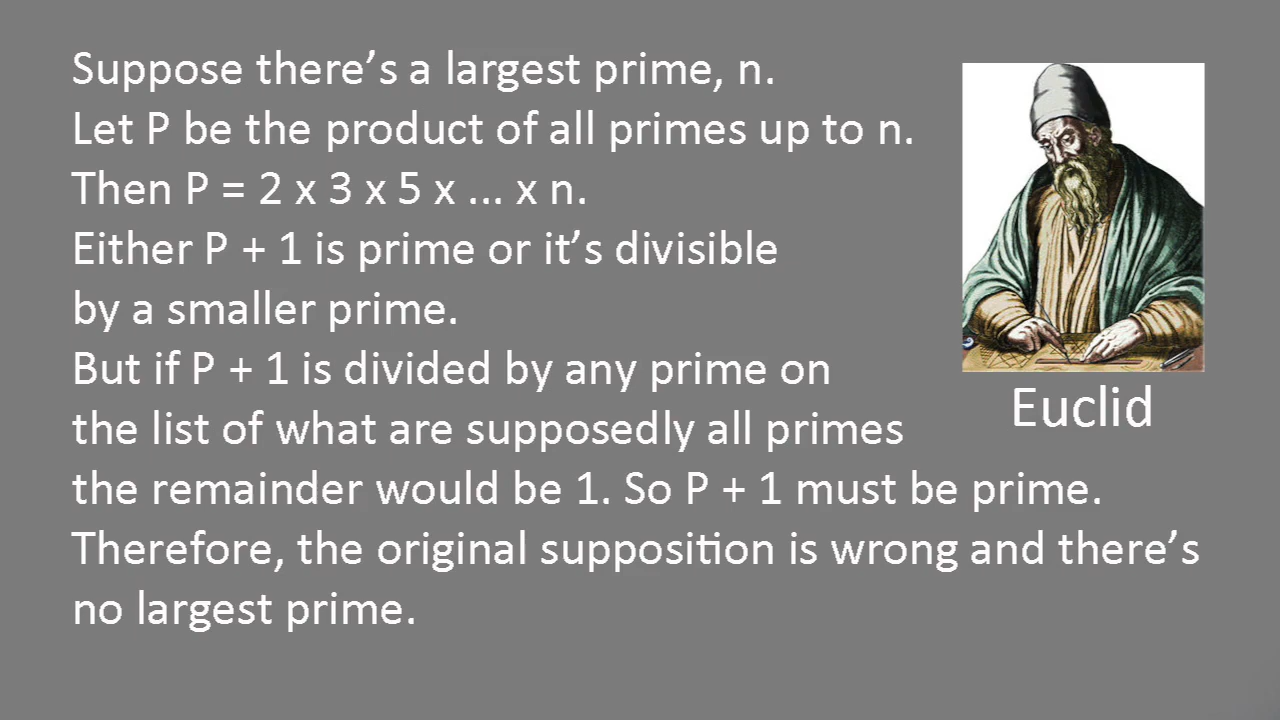 Suppose there’s a largest prime, n.
Let P be the product of all primes up to n.
Then P = 2 x 3 x 5 x ... x n.
Either P + 1 is prime or it’s divisible
by a smaller prime.
But if P + 1 is divided by any prime on
the list of what are supposedly all primes
the remainder would be 1. So P + 1 must be prime.
Therefore, the original supposition is wrong and there’s
no largest prime.
Euclid